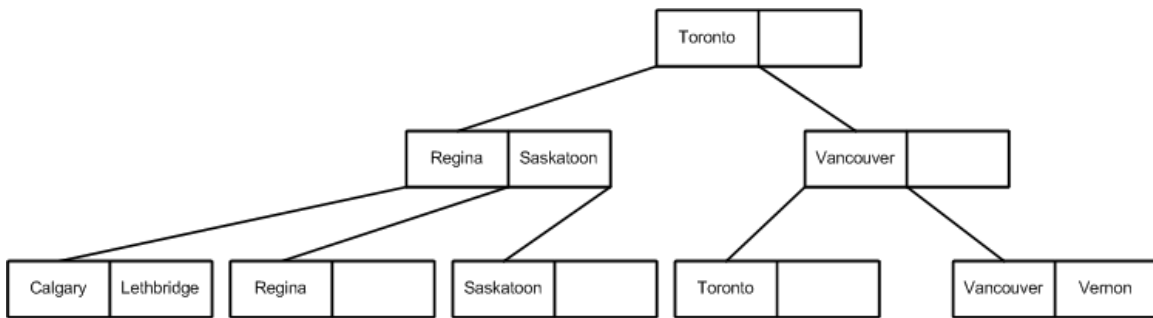 Toronto
Regina Saskatoon Vancouver
Calgary Lethbridge Regina Saskatoon Toronto Vancouver Vernon